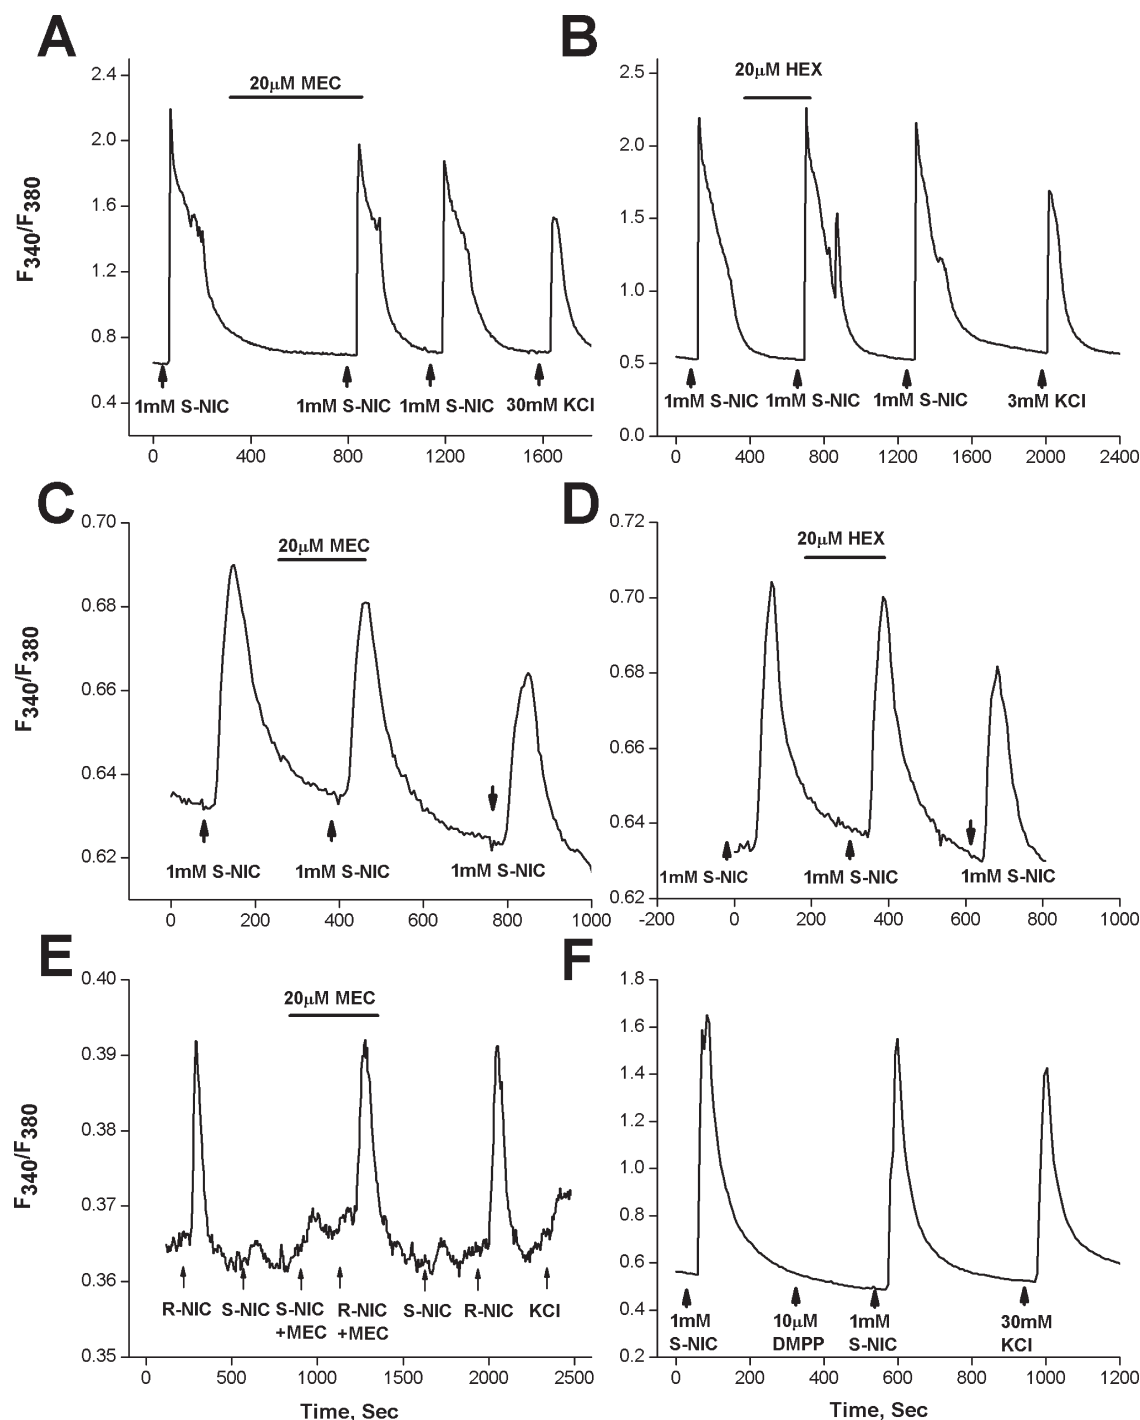 A
2.4
2.0
1.6
1.2
0.8
0.4
20μM MEC
1mM S-NIC
1mM S-NIC
1mM S-NIC
30mM KCl
0
400
800
1200
1600
F340/F380
B
2.5
2.0
1.5
1.0
0.5
0.0
20μM HEX
1mM S-NIC
1mM S-NIC
1mM S-NIC
3mM KCl
0
400
800
1200
1600
2000
2400
C
0.70
0.68
0.66
0.64
0.62
20μM MEC
1mM S-NIC
1mM S-NIC
1mM S-NIC
0
200
400
600
800
1000
F340/F380
D
0.72
0.70
0.68
0.66
0.64
0.62
20μM HEX
1mM S-NIC
1mM S-NIC
1mM S-NIC
-200
0
200
400
600
800
1000
E
0.40
0.39
0.38
0.37
0.36
0.35
20μM MEC
R-NIC
S-NIC
S-NIC
+MEC
R-NIC
+MEC
S-NIC
R-NIC
KCl
0
500
1000
1500
2000
2500
F340/F380
Time, Sec
F
1.8
1.6
1.4
1.2
1.0
0.8
0.6
0.4
0.2
1mM
S-NIC
10μM
DMPP
1mM
S-NIC
30mM
KCl
0
200
400
600
800
1000
1200
Time, Sec